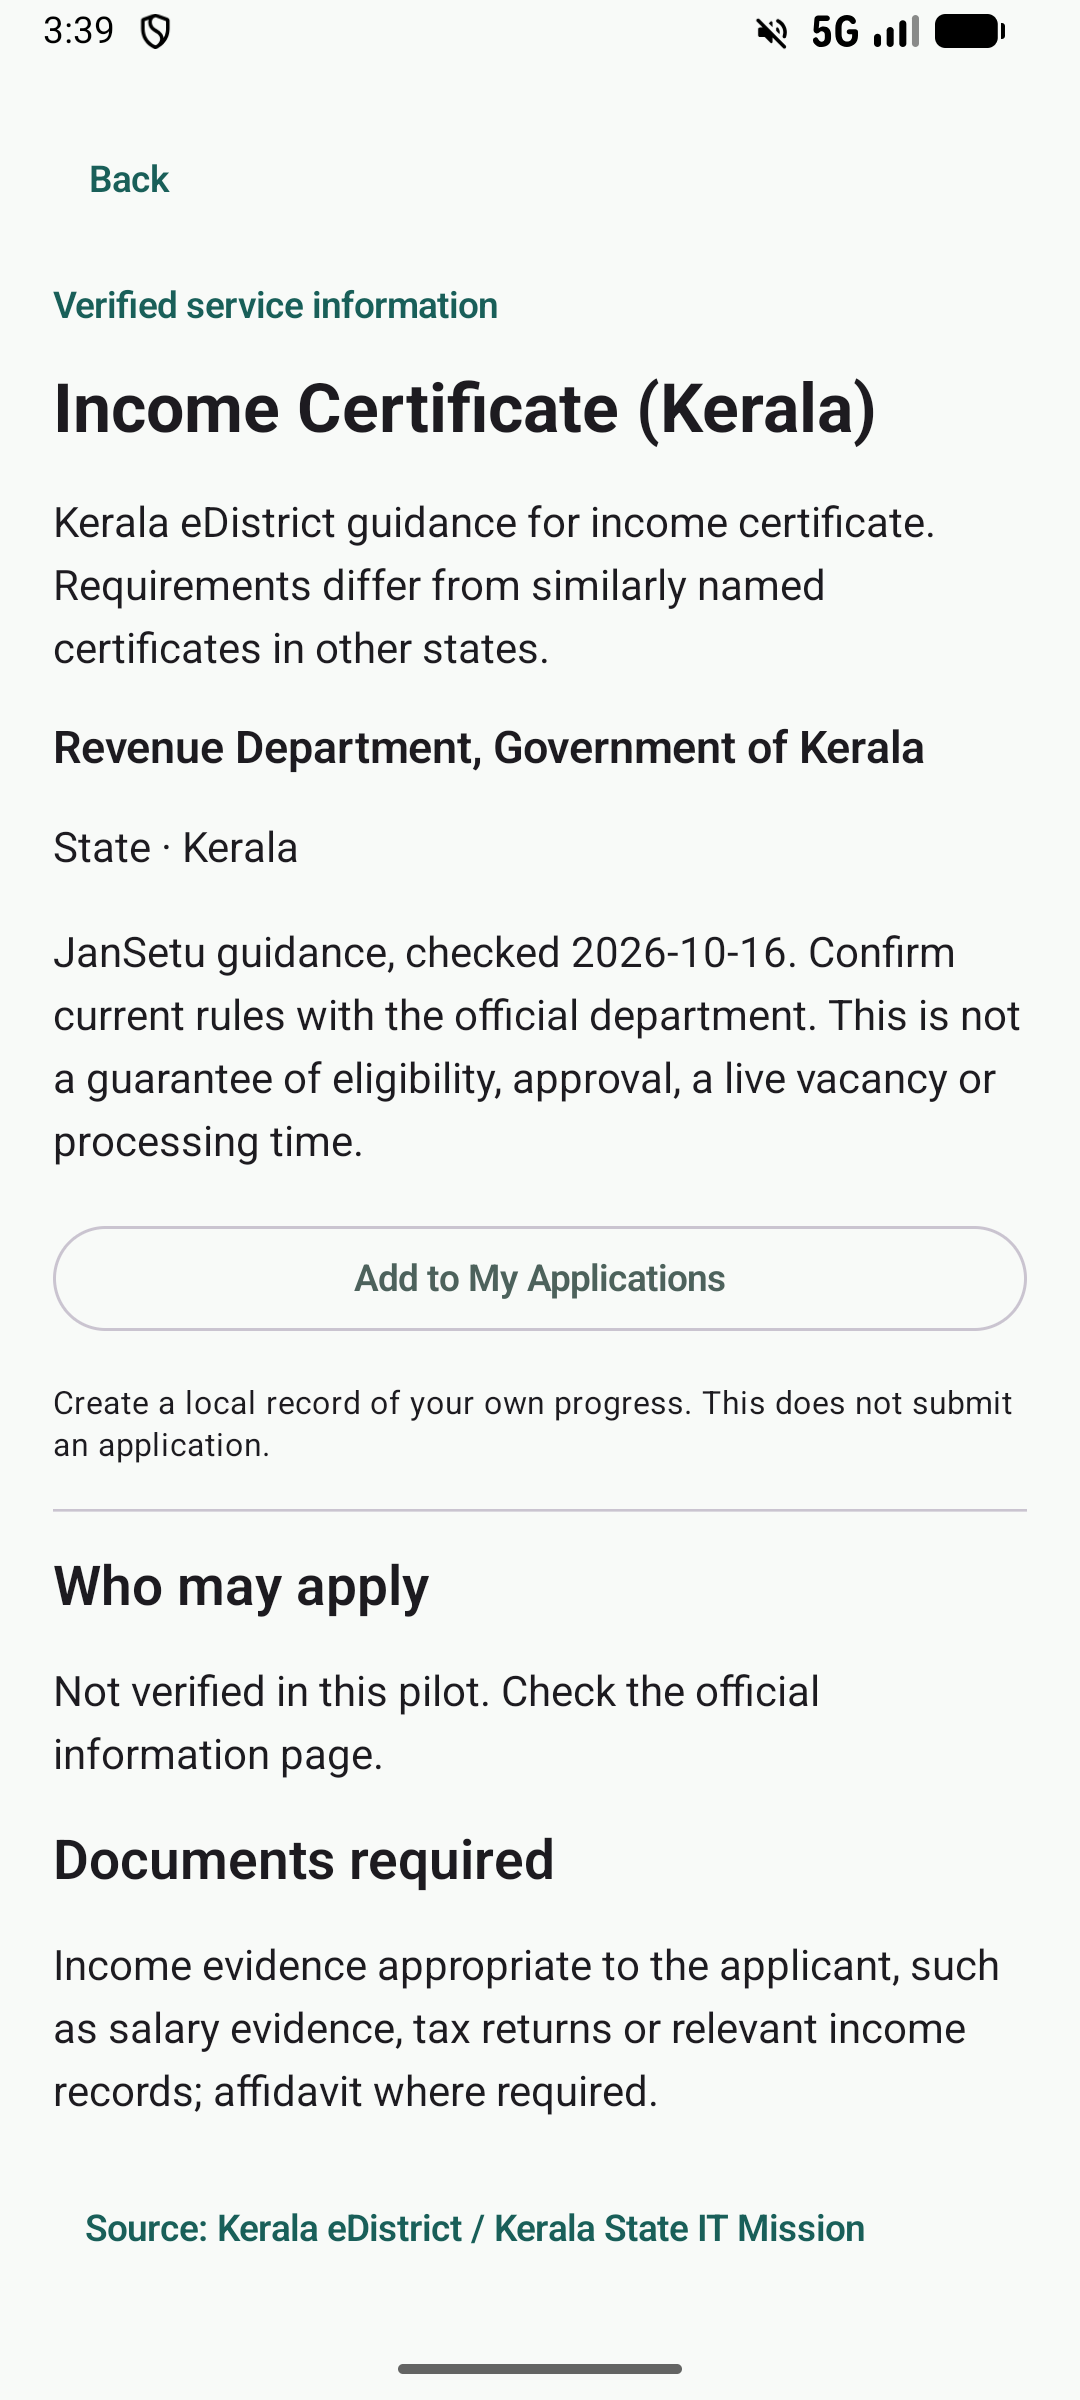 3:39
5G
Back
Verified service information
Income Certificate (Kerala)
Kerala eDistrict guidance for income certificate.
Requirements differ from similarly named
certificates in other states.
Revenue Department, Government of Kerala
State · Kerala
JanSetu guidance, checked 2026-10-16. Confirm
current rules with the official department. This is not
a guarantee of eligibility, approval, a live vacancy or
processing time.
Add to My Applications
Create a local record of your own progress. This does not submit
an application.
Who may apply
Not verified in this pilot. Check the official
information page.
Documents required
Income evidence appropriate to the applicant, such
as salary evidence, tax returns or relevant income
records; affidavit where required.
Source: Kerala eDistrict / Kerala State IT Mission